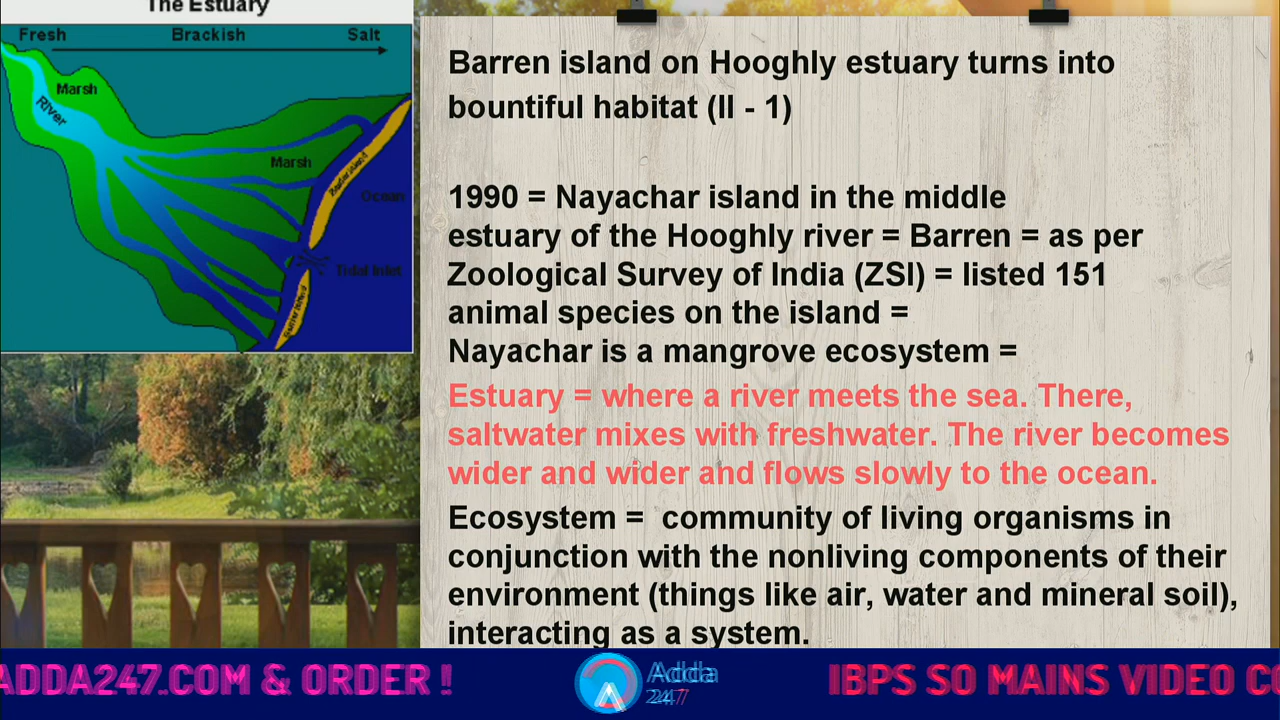 The Estuary
Fresh Brackish Salt
Marsh
River
Marsh
Ocean
Tidal Inlet
Barren island on Hooghly estuary turns into
bountiful habitat (II - 1)
1990 = Nayachar island in the middle
estuary of the Hooghly river = Barren = as per
Zoological Survey of India (ZSI) = listed 151
animal species on the island =
Nayachar is a mangrove ecosystem =
Estuary = where a river meets the sea. There,
saltwater mixes with freshwater. The river becomes
wider and wider and flows slowly to the ocean.
Ecosystem = community of living organisms in
conjunction with the nonliving components of their
environment (things like air, water and mineral soil),
interacting as a system.
ADDA247.COM & ORDER !
Adda
247
IBPS SO MAINS VIDEO CO